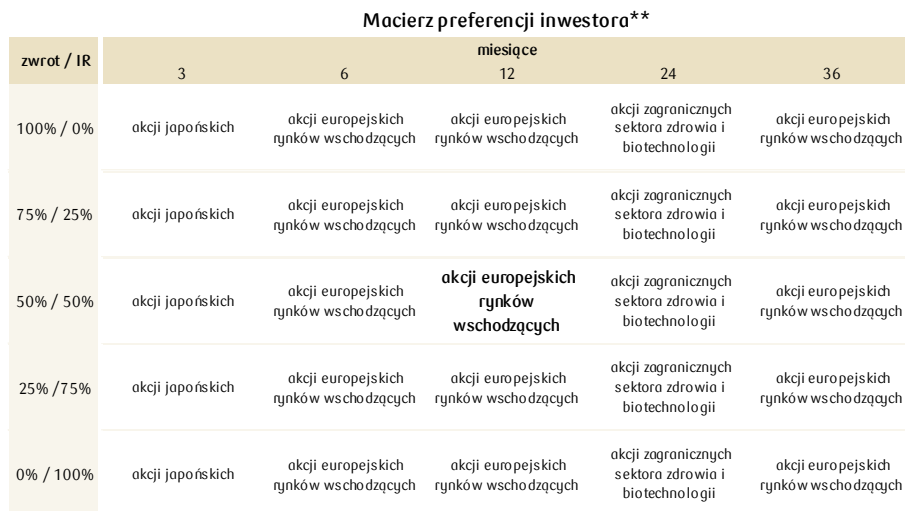 Macierz preferencji inwestora**
zwrot / IR
miesiące
3 6 12 24 36
100% / 0%
akcji japońskich
akcji europejskich
rynków wschodzących
akcji europejskich
rynków wschodzących
akcji zagranicznych
sektora zdrowia i
biotechnologii
akcji europejskich
rynków wschodzących
75% / 25%
akcji japońskich
akcji europejskich
rynków wschodzących
akcji europejskich
rynków wschodzących
akcji zagranicznych
sektora zdrowia i
biotechnologii
akcji europejskich
rynków wschodzących
50% / 50%
akcji japońskich
akcji europejskich
rynków wschodzących
akcji europejskich
rynków
wschodzących
akcji zagranicznych
sektora zdrowia i
biotechnologii
akcji europejskich
rynków wschodzących
25% /75%
akcji japońskich
akcji europejskich
rynków wschodzących
akcji europejskich
rynków wschodzących
akcji zagranicznych
sektora zdrowia i
biotechnologii
akcji europejskich
rynków wschodzących
0% / 100%
akcji japońskich
akcji europejskich
rynków wschodzących
akcji europejskich
rynków wschodzących
akcji zagranicznych
sektora zdrowia i
biotechnologii
akcji europejskich
rynków wschodzących